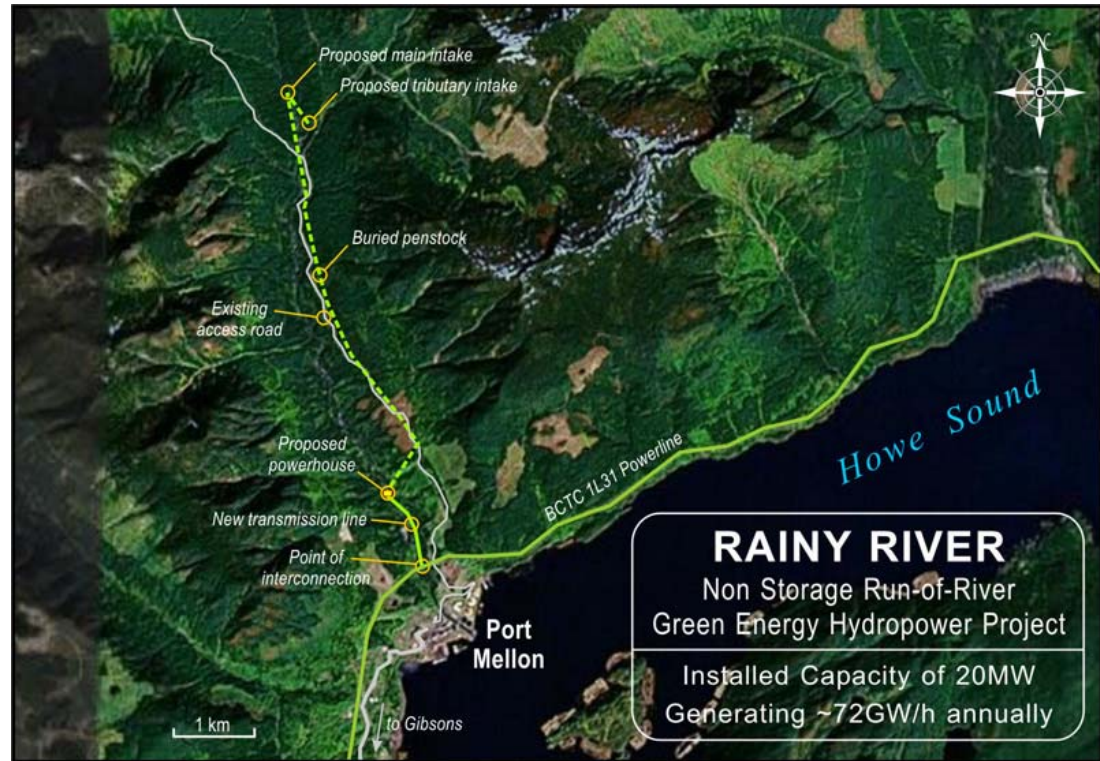 N
Proposed main intake
Proposed tributary intake
Buried penstock
Existing
access road
Proposed
powerhouse
New transmission line
Point of
interconnection
BCTC 1L31 Powerline
Howe Sound
Port
Mellon
to Gibsons
1 km
RAINY RIVER
Non Storage Run-of-River
Green Energy Hydropower Project
Installed Capacity of 20MW
Generating ~72GW/h annually